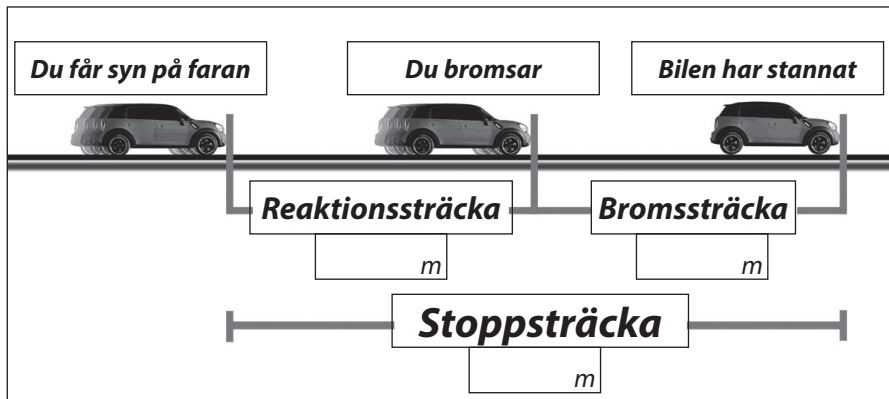 Du får syn på faran
Du bromsar
Bilen har stannat
Reaktionssträcka
Bromssträcka
m
m
Stoppsträcka
m